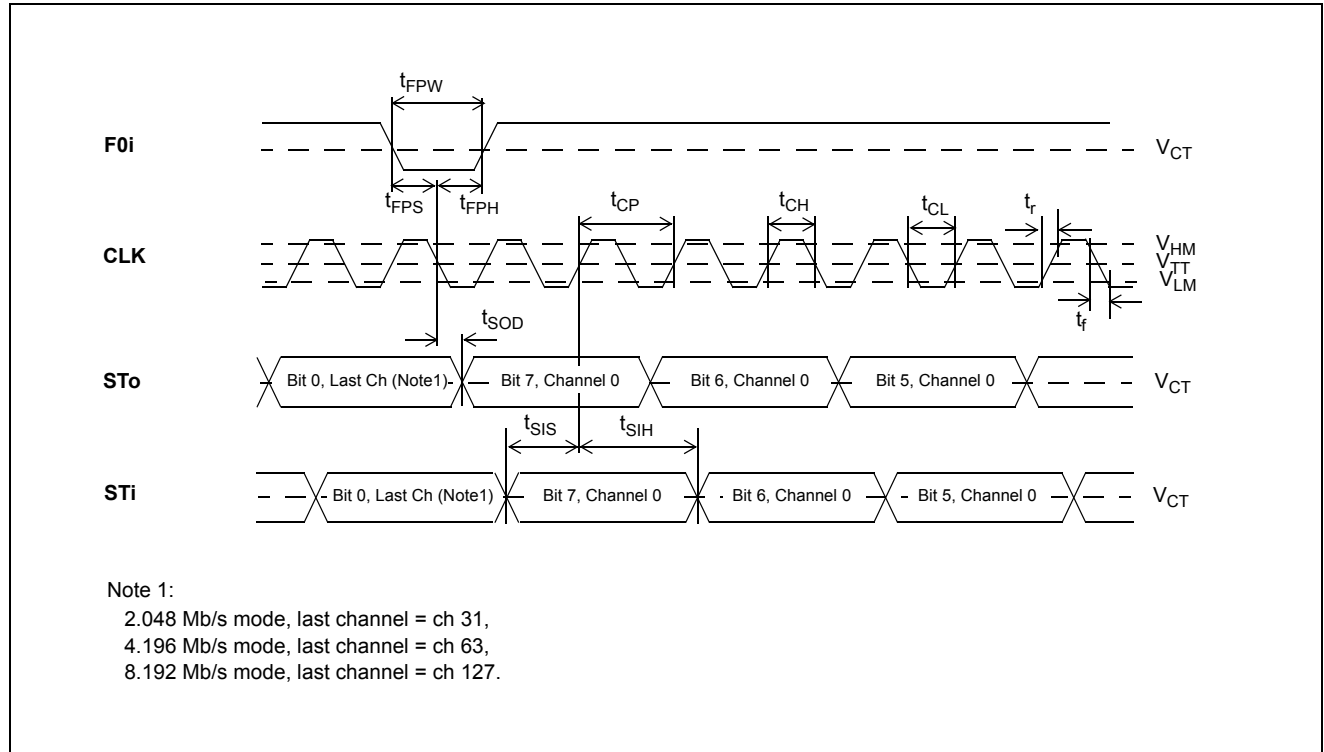 tFPW
F0i
VCT
tFPS
tFPH
tCP
tCH
tCL
tr
CLK
VHM
VTT
VLM
tf
tSOD
STo
Bit 0, Last Ch (Note1)
Bit 7, Channel 0
Bit 6, Channel 0
Bit 5, Channel 0
VCT
tSIS
tSIH
STi
Bit 0, Last Ch (Note1)
Bit 7, Channel 0
Bit 6, Channel 0
Bit 5, Channel 0
VCT
Note 1:
2.048 Mb/s mode, last channel = ch 31,
4.196 Mb/s mode, last channel = ch 63,
8.192 Mb/s mode, last channel = ch 127.